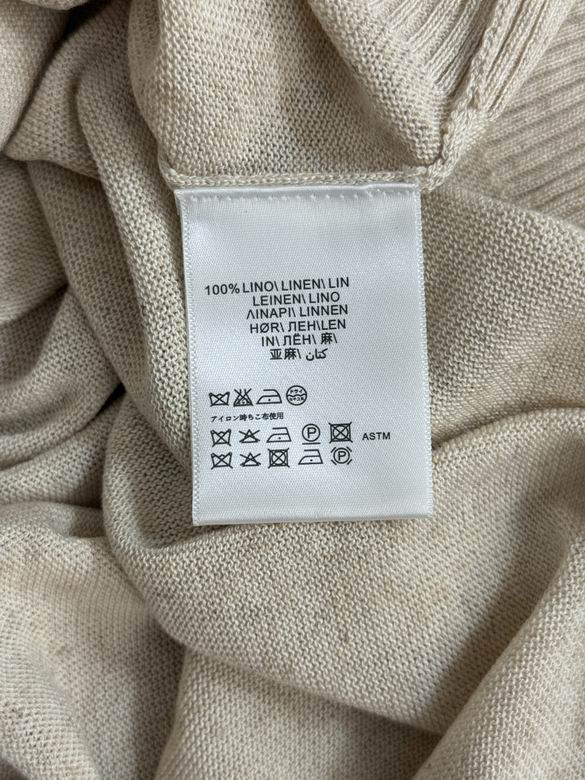 100% LINO\ LINEN\ LIN
LEINEN\ LINO
ΛΙΝΑΡΙ\ LINNEN
HØR\ ЛЕН\LEN
IN\ ЛЁН\ 麻\
亚麻\ كتان
アイロン時あて布使用
P
ASTM
P